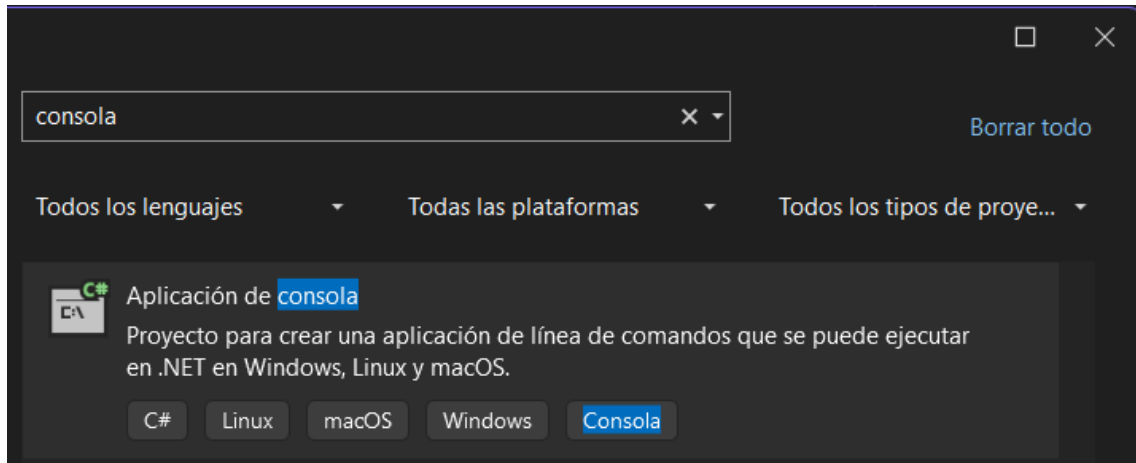 consola
Borrar todo
Todos los lenguajes
Todas las plataformas
Todos los tipos de proye...
C#
C:\
Aplicación de consola
Proyecto para crear una aplicación de línea de comandos que se puede ejecutar
en .NET en Windows, Linux y macOS.
C#
Linux
macOS
Windows
Consola